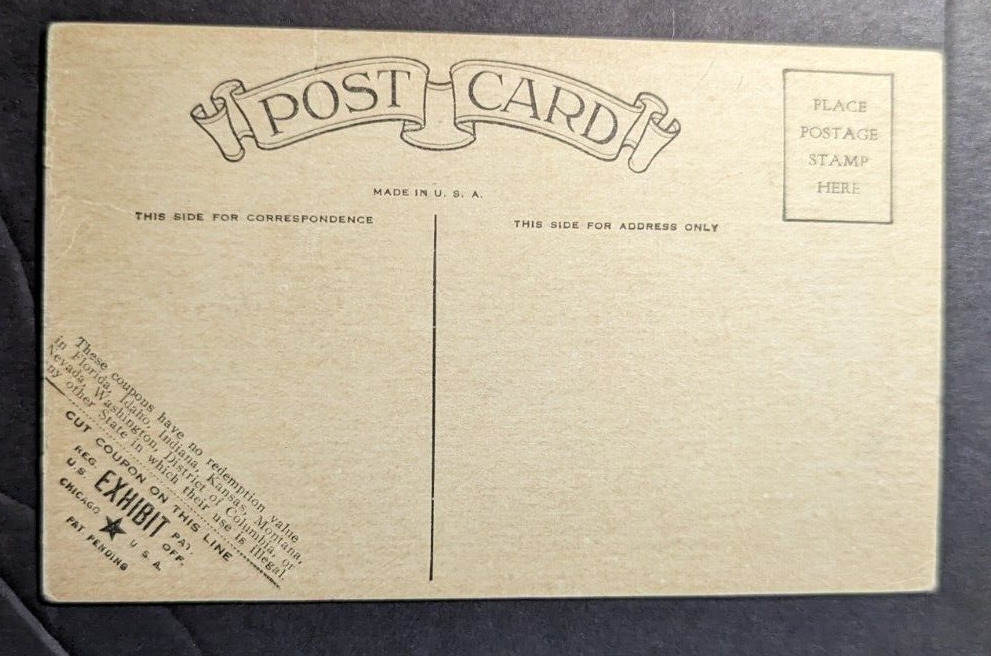 POST CARD
PLACE
POSTAGE
STAMP
HERE
MADE IN U. S. A.
THIS SIDE FOR CORRESPONDENCE
THIS SIDE FOR ADDRESS ONLY
These coupons have no redemption value
in Florida, Idaho, Indiana, Kansas, Montana,
Nevada, Washington, District of Columbia, or
ny other State in which their use is illegal.
CUT COUPON ON THIS LINE
REG. EXHIBIT PAT.
U.S. OFF.
CHICAGO ★ U. S. A.
PAT PENDING